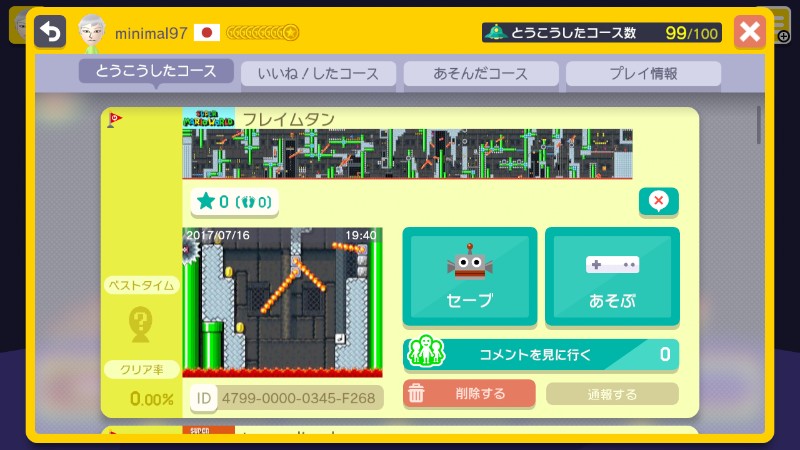 minimal97
とうこうしたコース数 99/100
とうこうしたコース
いいね！したコース
あそんだコース
プレイ情報
SUPER MARIO WORLD
フレイムタン
0 (0)
2017/07/16 19:40
ベストタイム
クリア率
0.00%
セーブ
あそぶ
コメントを見に行く 0
ID 4799-0000-0345-F268
削除する
通報する
SUPER